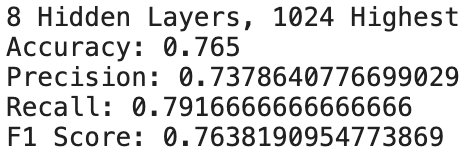 8 Hidden Layers, 1024 Highest
Accuracy: 0.765
Precision: 0.7378640776699029
Recall: 0.7916666666666666
F1 Score: 0.7638190954773869